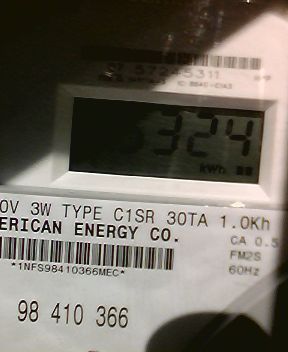 324
kWh
0V 3W TYPE C1SR 30TA 1.0Kh
ERICAN ENERGY CO.
CA 0.5
FM2S
60Hz
*1NFS98410366MEC*
98 410 366